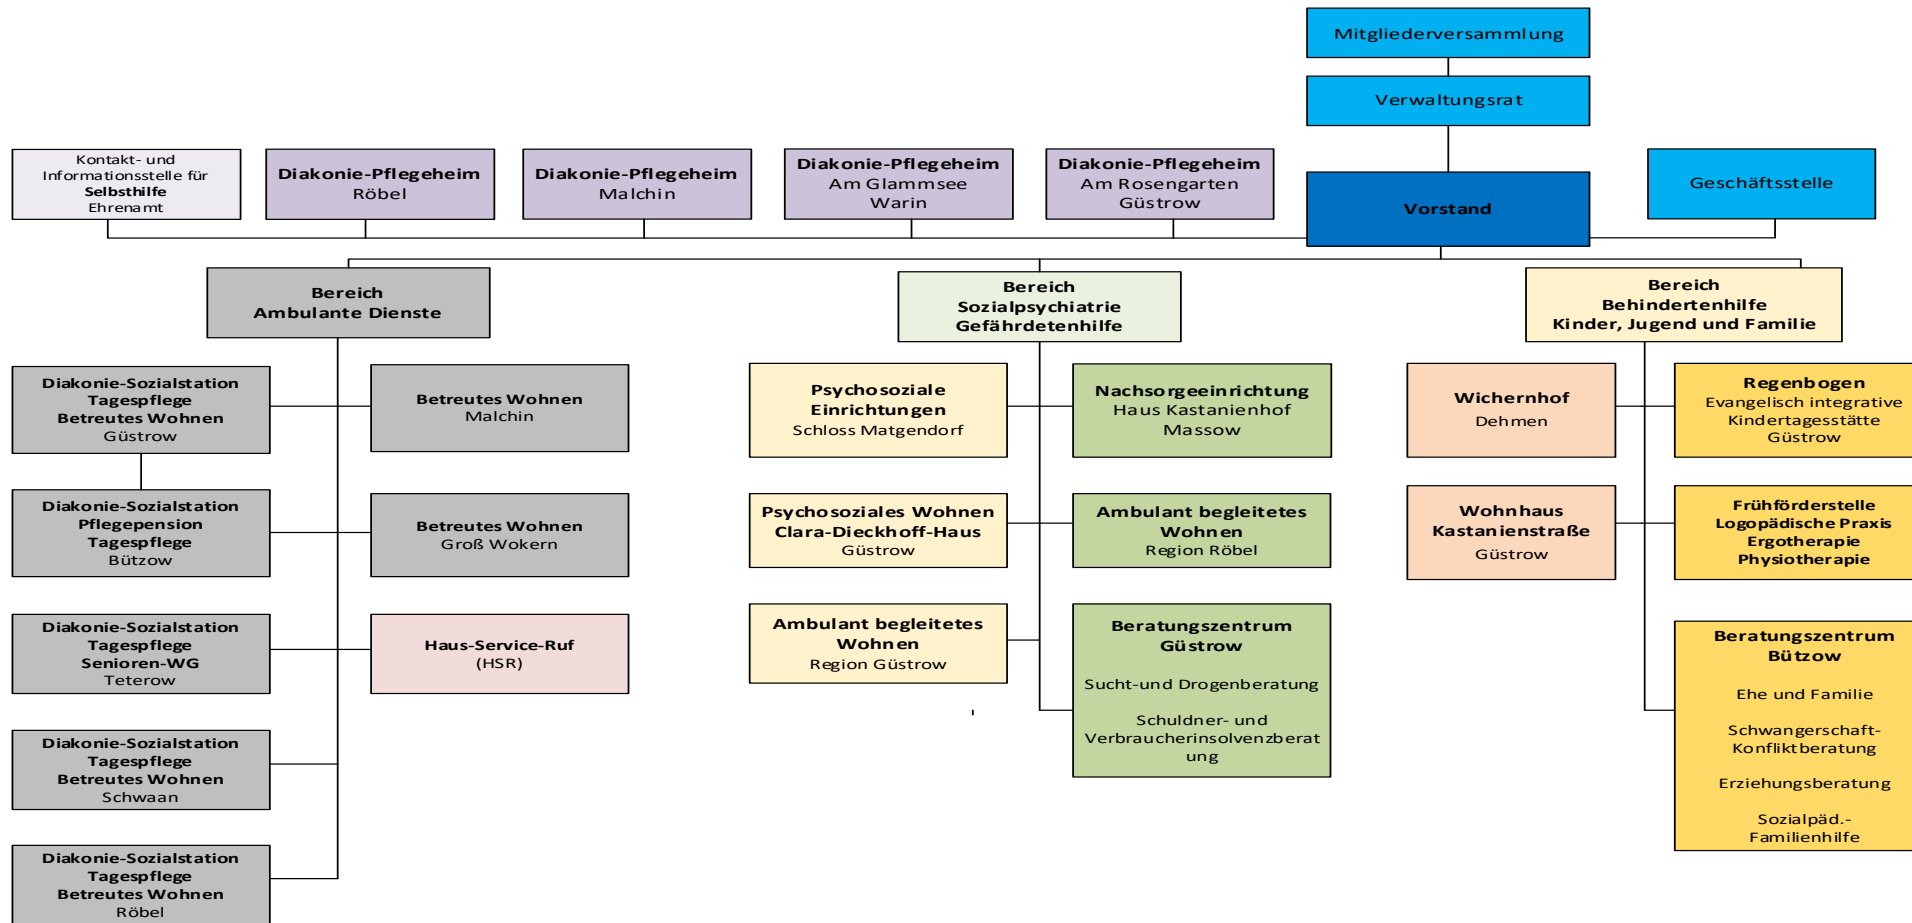 Mitgliederversammlung
Verwaltungsrat
Kontakt- und
Informationsstelle für
Selbsthilfe
Ehrenamt
Diakonie-Pflegeheim
Röbel
Diakonie-Pflegeheim
Malchin
Diakonie-Pflegeheim
Am Glammsee
Warin
Diakonie-Pflegeheim
Am Rosengarten
Güstrow
Vorstand
Geschäftsstelle
Bereich
Ambulante Dienste
Bereich
Sozialpsychiatrie
Gefährdetenhilfe
Bereich
Behindertenhilfe
Kinder, Jugend und Familie
Diakonie-Sozialstation
Tagespflege
Betreutes Wohnen
Güstrow
Betreutes Wohnen
Malchin
Diakonie-Sozialstation
Pflegepension
Tagespflege
Bützow
Betreutes Wohnen
Groß Wokern
Diakonie-Sozialstation
Tagespflege
Senioren-WG
Teterow
Haus-Service-Ruf
(HSR)
Diakonie-Sozialstation
Tagespflege
Betreutes Wohnen
Schwaan
Diakonie-Sozialstation
Tagespflege
Betreutes Wohnen
Röbel
Psychosoziale
Einrichtungen
Schloss Matgendorf
Nachsorgeeinrichtung
Haus Kastanienhof
Massow
Psychosoziales Wohnen
Clara-Dieckhoff-Haus
Güstrow
Ambulant begleitetes
Wohnen
Region Röbel
Ambulant begleitetes
Wohnen
Region Güstrow
Beratungszentrum
Güstrow
Sucht-und Drogenberatung
Schuldner- und
Verbraucherinsolvenzberat
ung
Wichernhof
Dehmen
Regenbogen
Evangelisch integrative
Kindertagesstätte
Güstrow
Wohnhaus
Kastanienstraße
Güstrow
Frühförderstelle
Logopädische Praxis
Ergotherapie
Physiotherapie
Beratungszentrum
Bützow
Ehe und Familie
Schwangerschaft-
Konfliktberatung
Erziehungsberatung
Sozialpäd.-
Familienhilfe